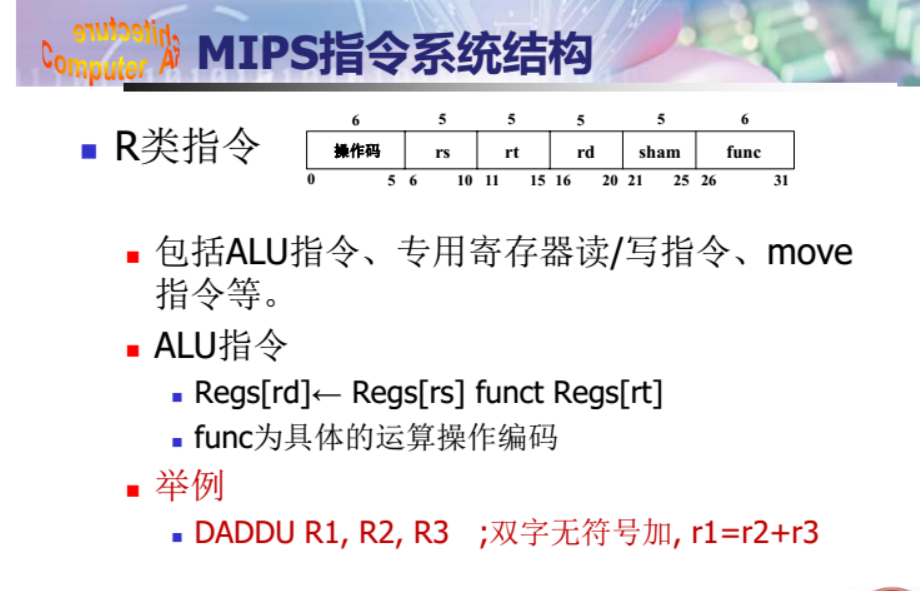 Computer Architecture
MIPS指令系统结构
R类指令
6 5 5 5 5 6
操作码 rs rt rd sham func
0 5 6 10 11 15 16 20 21 25 26 31
包括ALU指令、专用寄存器读/写指令、move
指令等。
ALU指令
Regs[rd]← Regs[rs] funct Regs[rt]
func为具体的运算操作编码
举例
DADDU R1, R2, R3 ;双字无符号加, r1=r2+r3